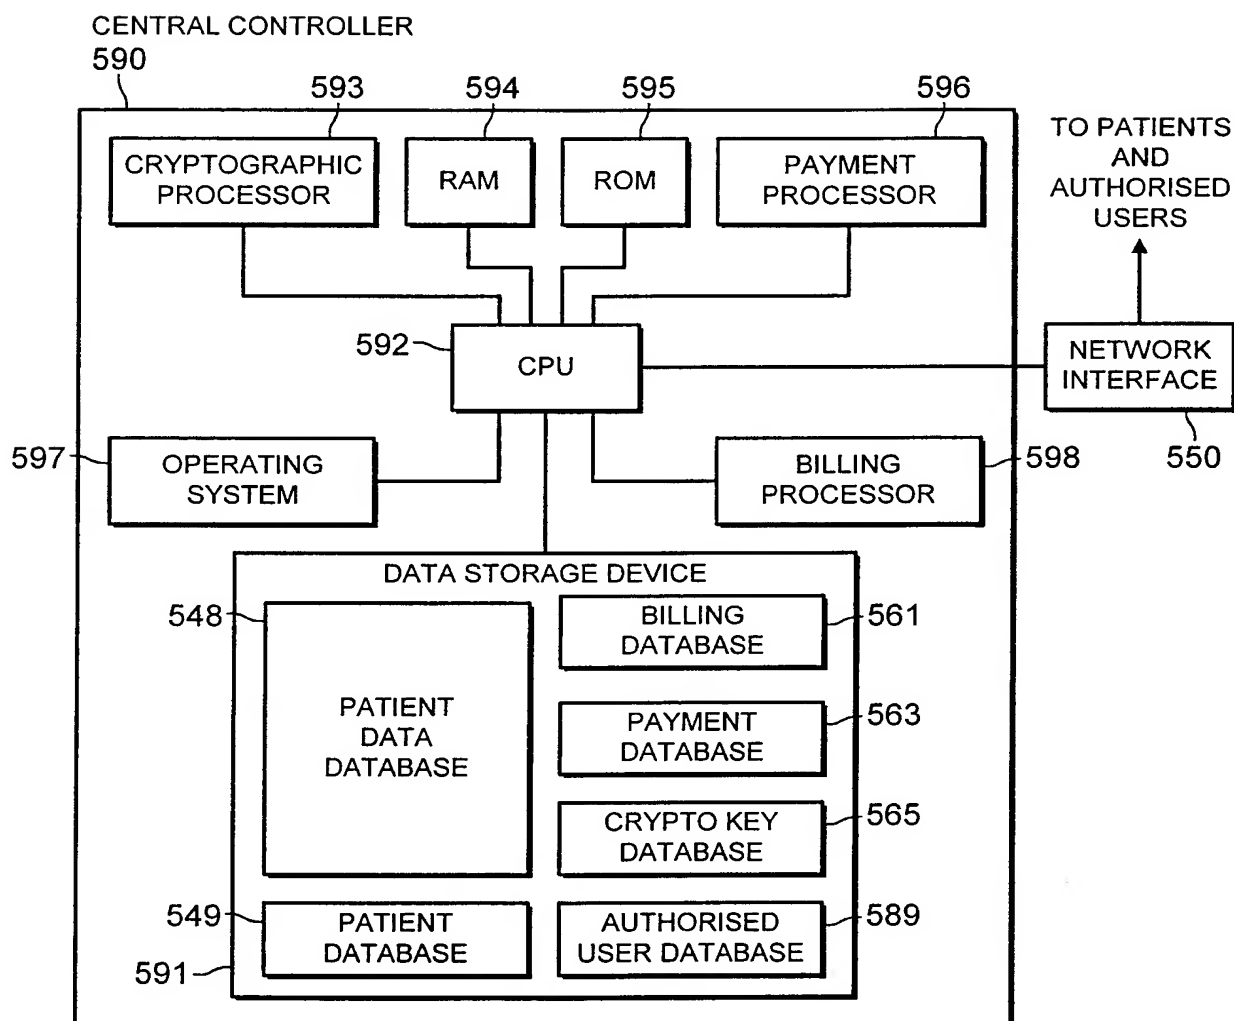 CENTRAL CONTROLLER
590
593
594
595
596
CRYPTOGRAPHIC
PROCESSOR
RAM
ROM
PAYMENT
PROCESSOR
TO PATIENTS
AND
AUTHORISED
USERS
592
CPU
NETWORK
INTERFACE
550
597
OPERATING
SYSTEM
BILLING
PROCESSOR
598
DATA STORAGE DEVICE
548
PATIENT
DATA
DATABASE
BILLING
DATABASE
561
PAYMENT
DATABASE
563
CRYPTO KEY
DATABASE
565
549
PATIENT
DATABASE
AUTHORISED
USER DATABASE
589
591